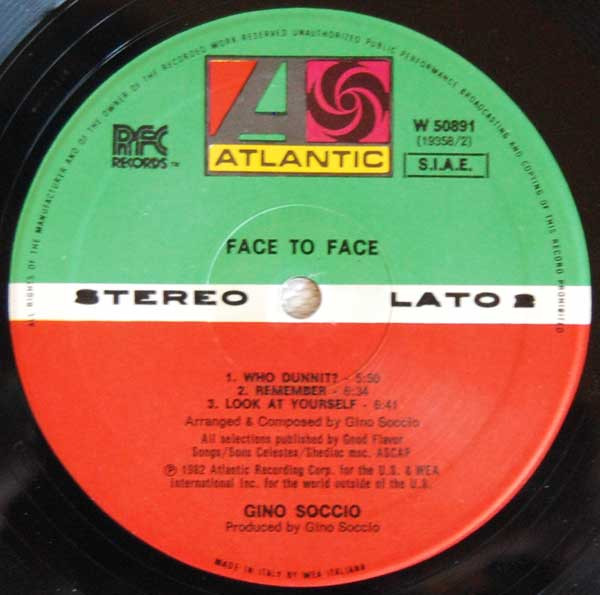 ALL RIGHTS OF THE MANUFACTURER AND OF THE OWNER OF THE RECORDED WORK RESERVED UNAUTHORIZED PUBLIC PERFORMANCE BROADCASTING AND COPYING OF THIS RECORD PROHIBITED
A
ATLANTIC
RFC
RECORDS™
W 50891
(19358/2)
S.I.A.E.
FACE TO FACE
STEREO LATO 2
1. WHO DUNNIT? - 5:50
2. REMEMBER - 6:34
3. LOOK AT YOURSELF - 6:41
Arranged & Composed by Gino Soccio
All selections published by Good Flavor
Songs/Sons Celestes/Shediac msc. ASCAP
℗ 1982 Atlantic Recording Corp. for the U.S. & WEA
International Inc. for the world outside of the U.S.
GINO SOCCIO
Produced by Gino Soccio
MADE IN ITALY BY WEA ITALIANA